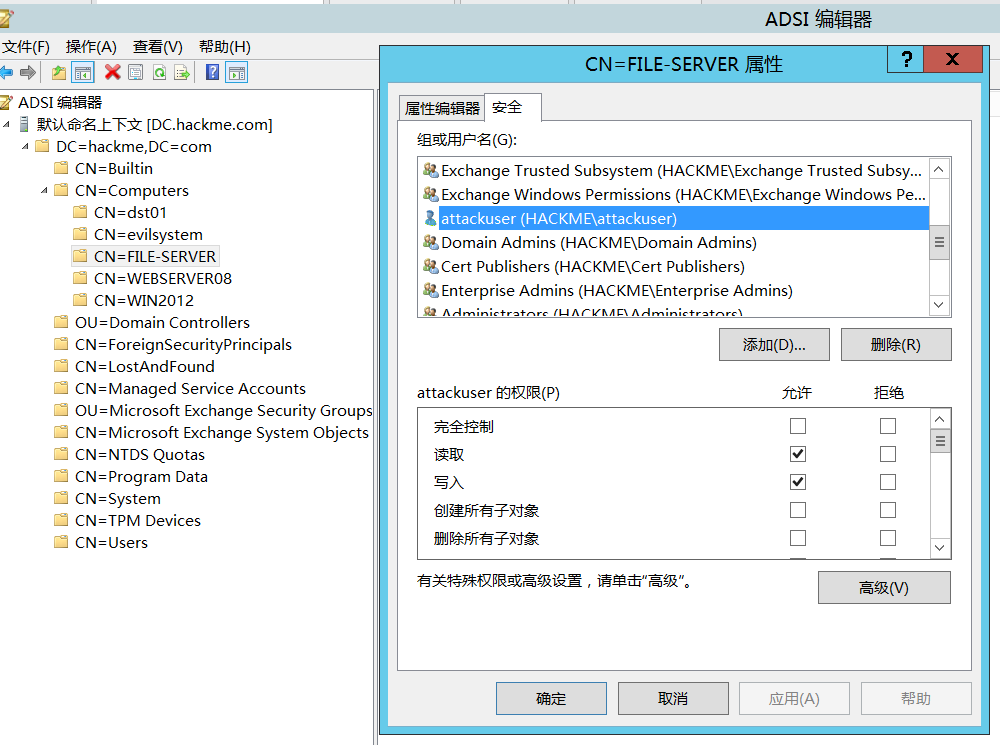 ADSI 编辑器
文件(F) 操作(A) 查看(V) 帮助(H)
ADSI 编辑器
默认命名上下文 [DC.hackme.com]
DC=hackme,DC=com
CN=Builtin
CN=Computers
CN=dst01
CN=evilsystem
CN=FILE-SERVER
CN=WEBSERVER08
CN=WIN2012
OU=Domain Controllers
CN=ForeignSecurityPrincipals
CN=LostAndFound
CN=Managed Service Accounts
OU=Microsoft Exchange Security Groups
CN=Microsoft Exchange System Objects
CN=NTDS Quotas
CN=Program Data
CN=System
CN=TPM Devices
CN=Users
CN=FILE-SERVER 属性
? X
属性编辑器 安全
组或用户名(G):
Exchange Trusted Subsystem (HACKME\Exchange Trusted Subsy...
Exchange Windows Permissions (HACKME\Exchange Windows Pe...
attackuser (HACKME\attackuser)
Domain Admins (HACKME\Domain Admins)
Cert Publishers (HACKME\Cert Publishers)
Enterprise Admins (HACKME\Enterprise Admins)
Administrators (HACKME\Administrators)
添加(D)... 删除(R)
attackuser 的权限(P) 允许 拒绝
完全控制
读取
写入
创建所有子对象
删除所有子对象
有关特殊权限或高级设置，请单击“高级”。
高级(V)
确定 取消 应用(A) 帮助